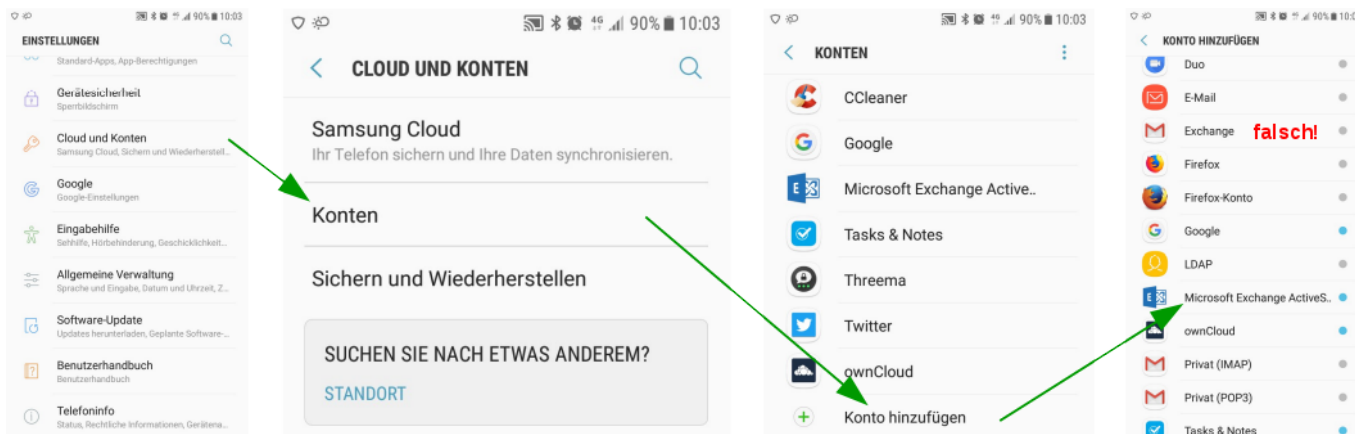 90% 10:03
EINSTELLUNGEN
Standard-Apps, App-Berechtigungen
Gerätesicherheit
Sperrbildschirm
Cloud und Konten
Samsung Cloud, Sichern und Wiederherstell...
Google
Google-Einstellungen
Eingabehilfe
Sehhilfe, Hörbehinderung, Geschicklichkeit...
Allgemeine Verwaltung
Sprache und Eingabe, Datum und Uhrzeit, Z...
Software-Update
Updates herunterladen, Geplante Software-...
Benutzerhandbuch
Benutzerhandbuch
Telefoninfo
Status, Rechtliche Informationen, Gerätena...
4G 90% 10:03
CLOUD UND KONTEN
Samsung Cloud
Ihr Telefon sichern und Ihre Daten synchronisieren.
Konten
Sichern und Wiederherstellen
SUCHEN SIE NACH ETWAS ANDEREM?
STANDORT
4G 90% 10:03
KONTEN
CCleaner
Google
Microsoft Exchange Active..
Tasks & Notes
Threema
Twitter
ownCloud
Konto hinzufügen
90% 10:0
KONTO HINZUFÜGEN
Duo
E-Mail
Exchange falsch!
Firefox
Firefox-Konto
Google
LDAP
Microsoft Exchange ActiveS..
ownCloud
Privat (IMAP)
Privat (POP3)
Tasks & Notes